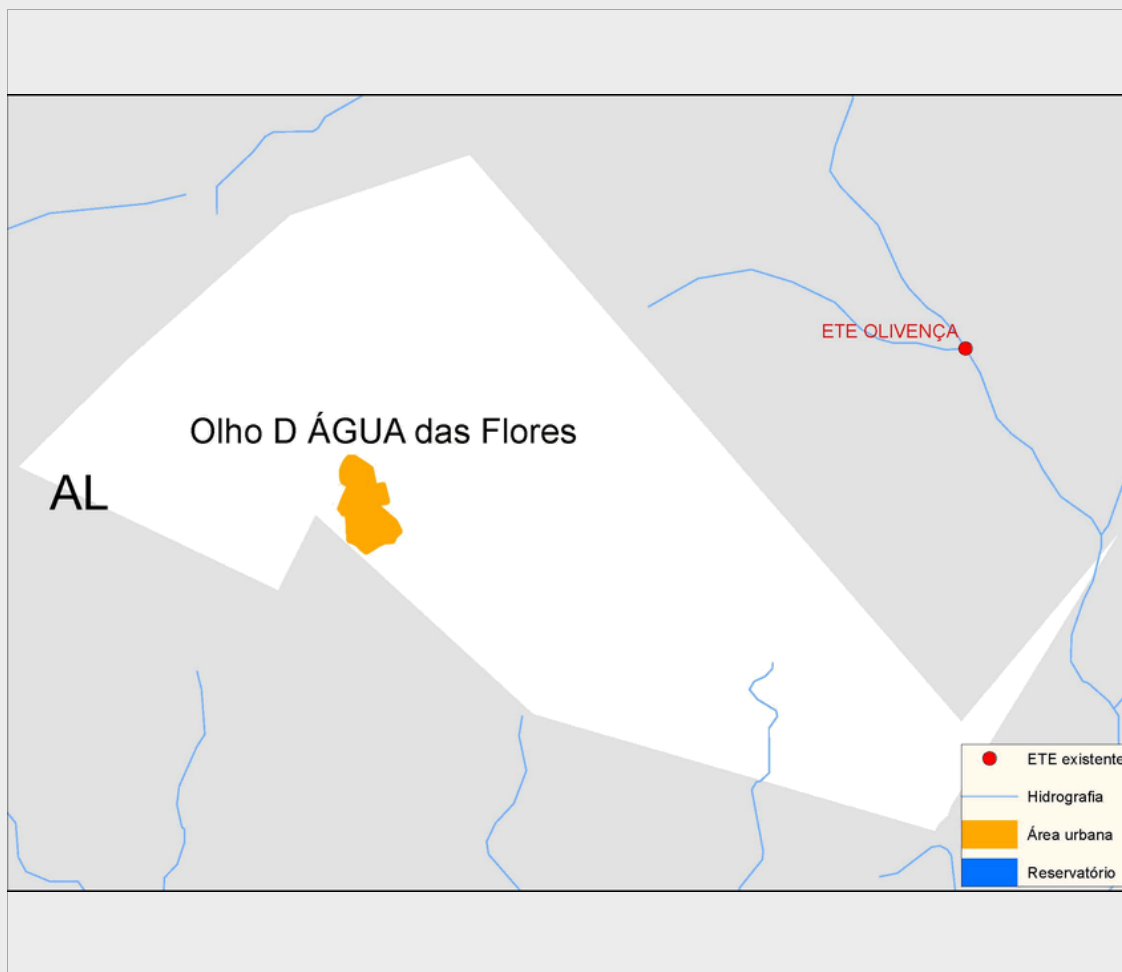 ETE OLIVENÇA
Olho D ÁGUA das Flores
AL
ETE existente
Hidrografia
Área urbana
Reservatório